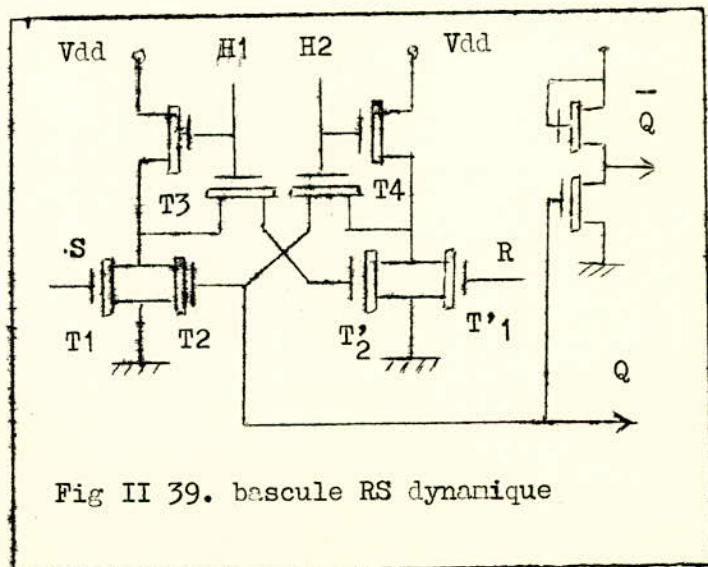 Vdd H1 H2 Vdd
Q
T3 T4
.S R
T1 T2 T'2 T'1
Q
Fig II 39. bascule RS dynamique